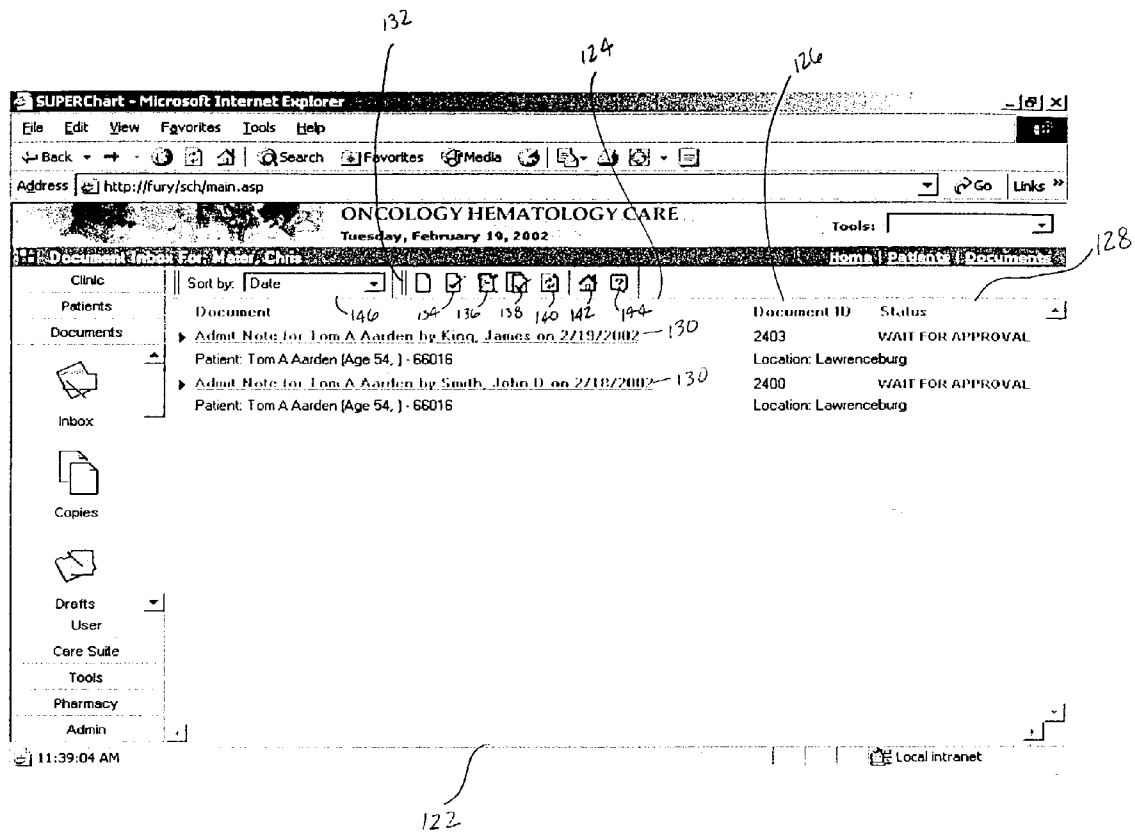 132
124
126
SUPERChart - Microsoft Internet Explorer
File Edit View Favorites Tools Help
Back Search Favorites Media
Address http://fury/sch/main.asp Go Links »
ONCOLOGY HEMATOLOGY CARE
Tuesday, February 19, 2002 Tools:
128
Document Inbox For: Chris Home | Patients | Documents
Clinic Sort by: Date
Patients 146 134 136 138 140 142 144
Document Document ID Status
Documents
Admit Note for Tom A Aarden by King, James on 2/19/2002 130 2403 WAIT FOR APPROVAL
Patient: Tom A Aarden (Age 54, ) - 66016 Location: Lawrenceburg
Admit Note for Tom A Aarden by Smith, John D on 2/18/2002 130 2400 WAIT FOR APPROVAL
Patient: Tom A Aarden (Age 54, ) - 66016 Location: Lawrenceburg
Inbox
Copies
Drafts
User
Care Suite
Tools
Pharmacy
Admin
11:39:04 AM Local intranet
122